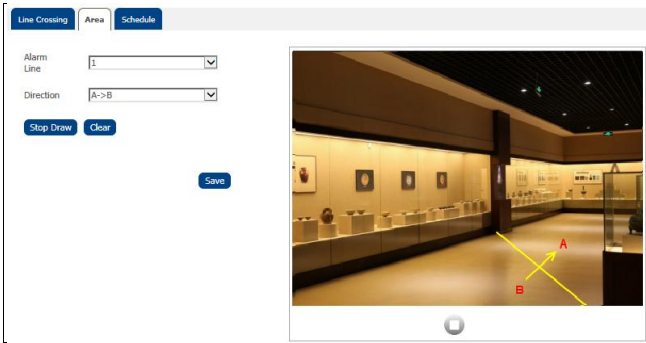 Line Crossing
Area
Schedule
Alarm
Line
1
Direction
A->B
Stop Draw
Clear
Save
A
B